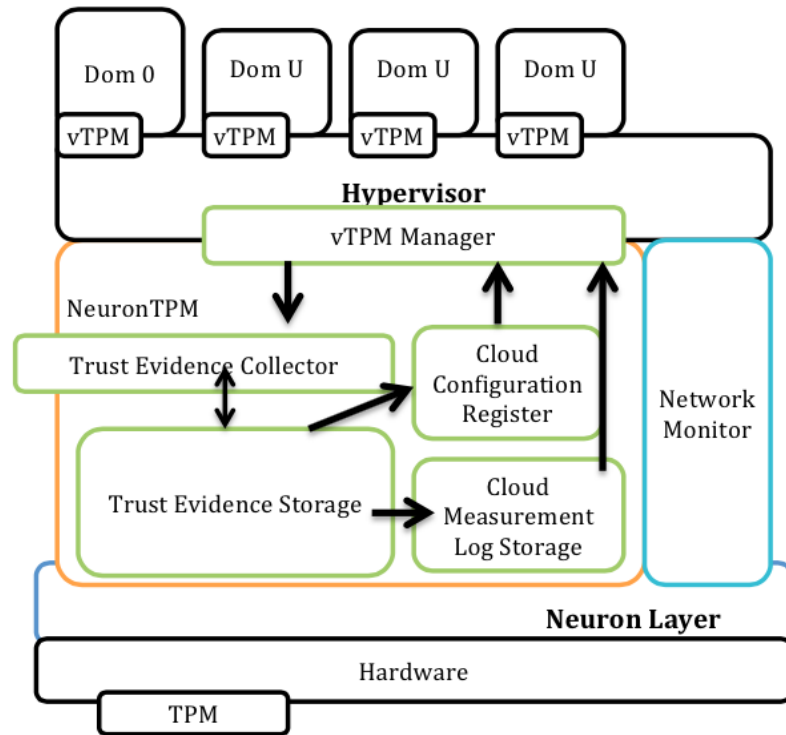 Dom 0
Dom U
Dom U
Dom U
vTPM
vTPM
vTPM
vTPM
Hypervisor
vTPM Manager
NeuronTPM
Trust Evidence Collector
Cloud
Configuration
Register
Network
Monitor
Trust Evidence Storage
Cloud
Measurement
Log Storage
Neuron Layer
Hardware
TPM